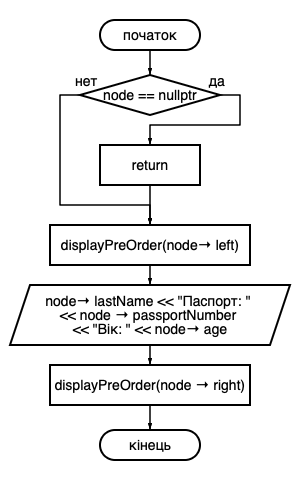 початок
нет
да
node == nullptr
return
displayPreOrder(node→ left)
node→ lastName << "Паспорт: "
<< node → passportNumber
<< "Вік: " << node→ age
displayPreOrder(node → right)
кінець